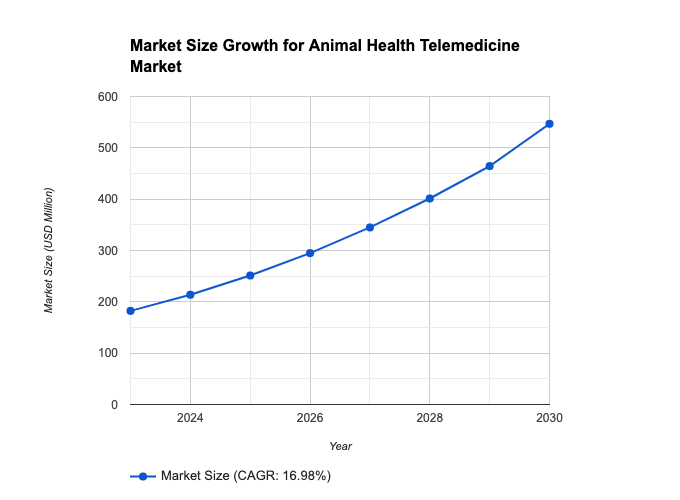 Market Size Growth for Animal Health Telemedicine
Market
600
500
400
300
200
100
0
Market Size (USD Million)
2024
2026
2028
2030
Year
Market Size (CAGR: 16.98%)